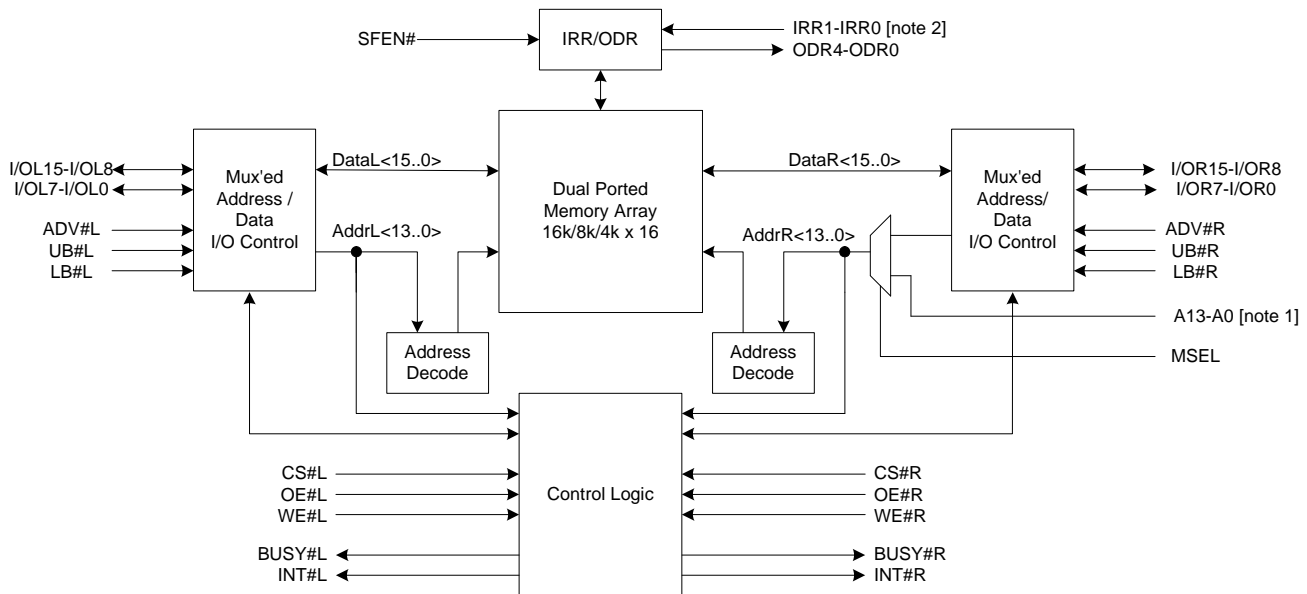 SFEN#
IRR/ODR
IRR1-IRR0 [note 2]
ODR4-ODR0
I/OL15-I/OL8
I/OL7-I/OL0
ADV#L
UB#L
LB#L
Mux'ed
Address /
Data
I/O Control
DataL<15..0>
AddrL<13..0>
Dual Ported
Memory Array
16k/8k/4k x 16
DataR<15..0>
AddrR<13..0>
Mux'ed
Address/
Data
I/O Control
I/OR15-I/OR8
I/OR7-I/OR0
ADV#R
UB#R
LB#R
A13-A0 [note 1]
MSEL
Address
Decode
Address
Decode
CS#L
OE#L
WE#L
BUSY#L
INT#L
Control Logic
CS#R
OE#R
WE#R
BUSY#R
INT#R